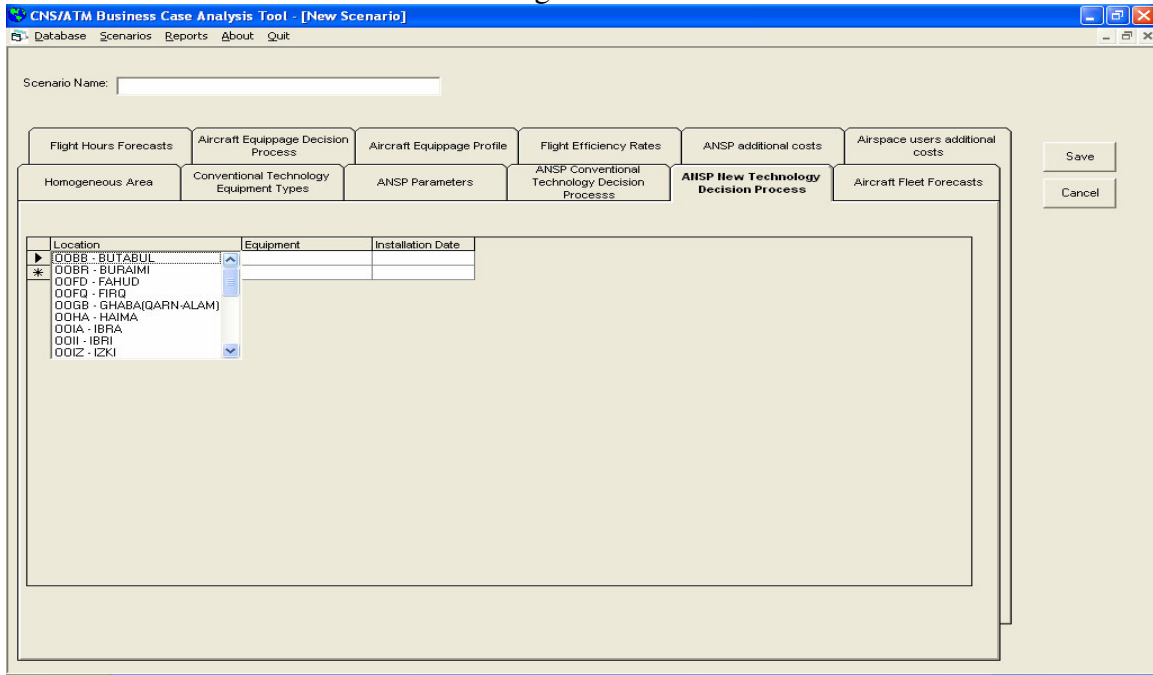 CNS/ATM Business Case Analysis Tool - [New Scenario]
Database Scenarios Reports About Quit
Scenario Name:
Flight Hours Forecasts
Aircraft Equippage Decision
Process
Aircraft Equippage Profile
Flight Efficiency Rates
ANSP additional costs
Airspace users additional
costs
Save
Homogeneous Area
Conventional Technology
Equipment Types
ANSP Parameters
ANSP Conventional
Technology Decision
Processs
ANSP New Technology
Decision Process
Aircraft Fleet Forecasts
Cancel
Location Equipment Installation Date
OOBB - BUTABUL
OOBR - BURAIMI
OOFD - FAHUD
OOFQ - FIRQ
OOGB - GHABA(QARN-ALAM)
OOHA - HAIMA
OOIA - IBRA
OOII - IBRI
OOIZ - IZKI